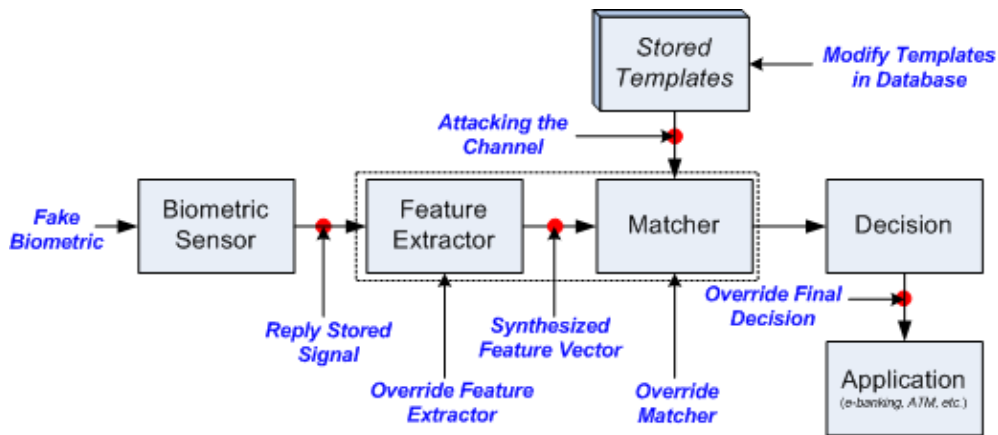 Stored
Templates
Modify Templates
in Database
Attacking the
Channel
Fake
Biometric
Biometric
Sensor
Feature
Extractor
Matcher
Decision
Reply Stored
Signal
Synthesized
Feature Vector
Override Final
Decision
Override Feature
Extractor
Override
Matcher
Application
(e-banking, ATM, etc.)